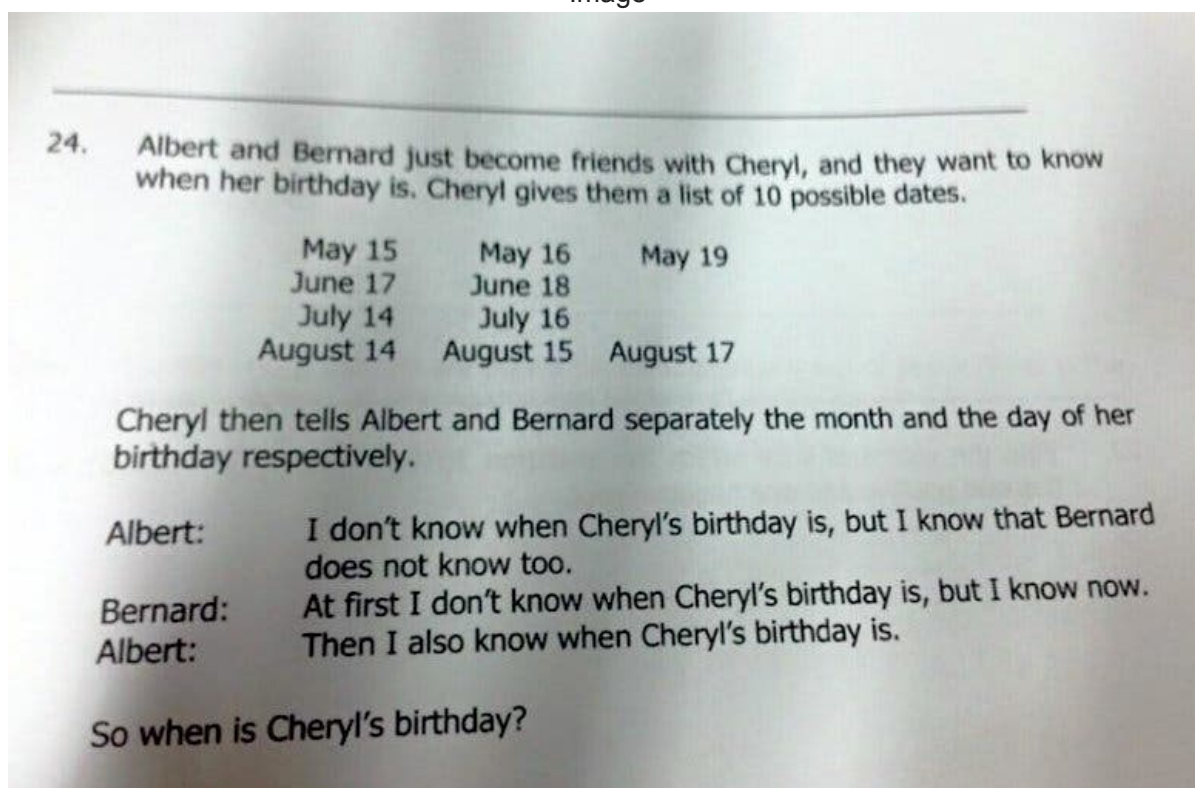 image
24. Albert and Bernard just become friends with Cheryl, and they want to know
when her birthday is. Cheryl gives them a list of 10 possible dates.
May 15 May 16 May 19
June 17 June 18
July 14 July 16
August 14 August 15 August 17
Cheryl then tells Albert and Bernard separately the month and the day of her
birthday respectively.
Albert: I don't know when Cheryl's birthday is, but I know that Bernard
does not know too.
Bernard: At first I don't know when Cheryl's birthday is, but I know now.
Albert: Then I also know when Cheryl's birthday is.
So when is Cheryl's birthday?